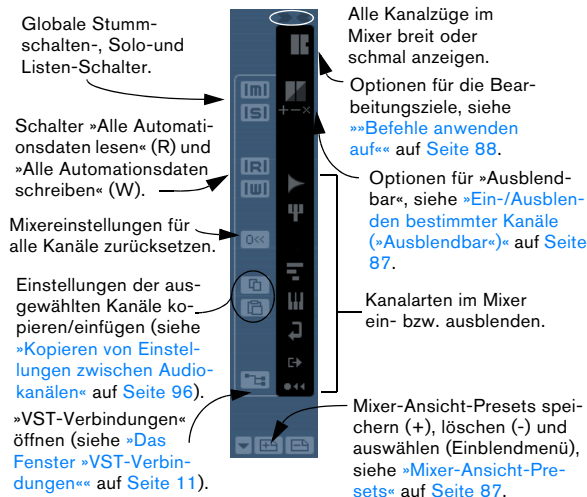 Globale Stumm-
schalten-, Solo-und
Listen-Schalter.
Schalter »Alle Automati-
onsdaten lesen« (R) und
»Alle Automationsdaten
schreiben« (W).
Mixereinstellungen für
alle Kanäle zurücksetzen.
Einstellungen der aus-
gewählten Kanäle ko-
pieren/einfügen (siehe
»Kopieren von Einstel-
lungen zwischen Audio-
kanälen« auf Seite 96).
»VST-Verbindungen«
öffnen (siehe »Das
Fenster »VST-Verbin-
dungen«« auf Seite 11).
m
S
R
W
0<<
Alle Kanalzüge im
Mixer breit oder
schmal anzeigen.
Optionen für die Bear-
beitungsziele, siehe
»»Befehle anwenden
auf«« auf Seite 88.
Optionen für »Ausblend-
bar«, siehe »Ein-/Ausblen-
den bestimmter Kanäle
(»Ausblendbar«)« auf Seite
87.
Kanalarten im Mixer
ein- bzw. ausblenden.
Mixer-Ansicht-Presets spei-
chern (+), löschen (-) und
auswählen (Einblendmenü),
siehe »Mixer-Ansicht-Pre-
sets« auf Seite 87.